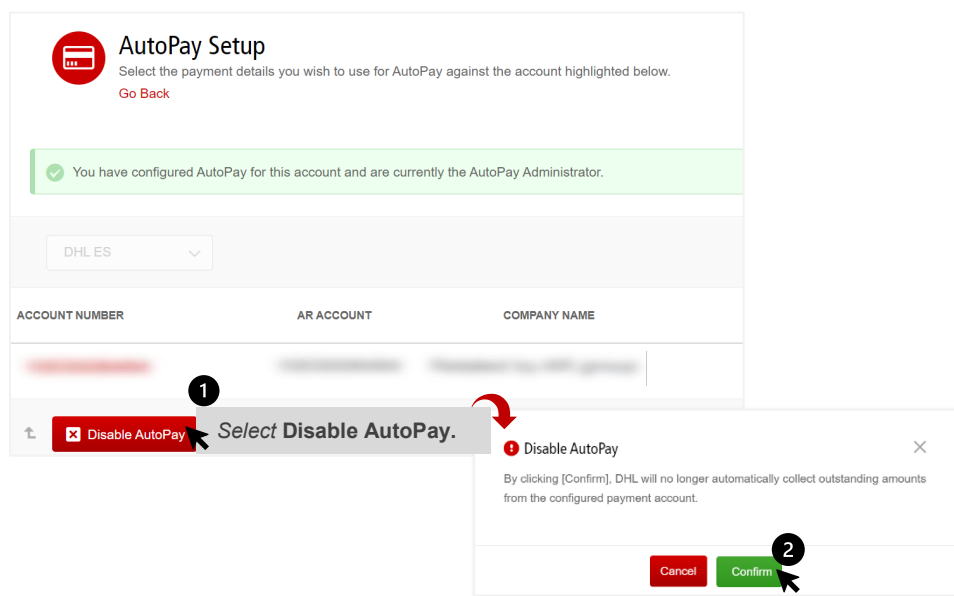 AutoPay Setup
Select the payment details you wish to use for AutoPay against the account highlighted below.
Go Back
You have configured AutoPay for this account and are currently the AutoPay Administrator.
DHL ES
ACCOUNT NUMBER AR ACCOUNT COMPANY NAME
1
Disable AutoPay
Select Disable AutoPay.
Disable AutoPay
By clicking [Confirm], DHL will no longer automatically collect outstanding amounts
from the configured payment account.
2
Cancel Confirm